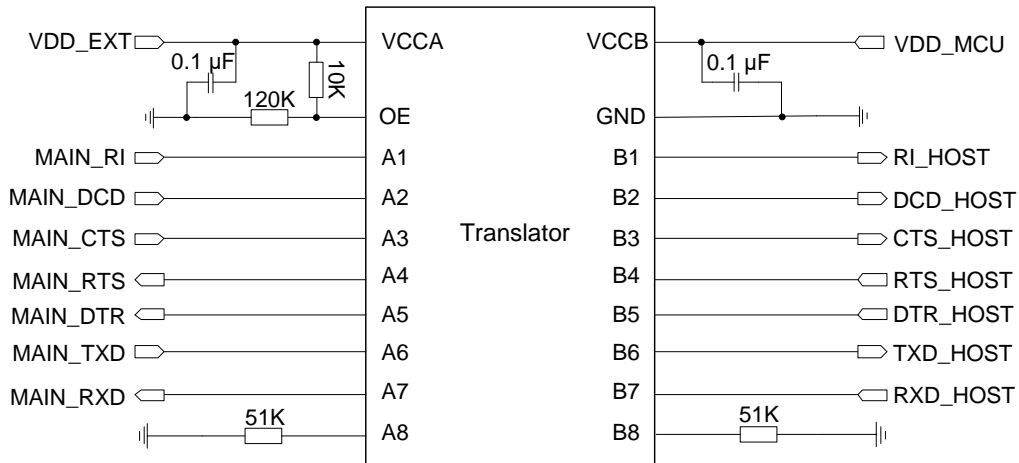 VDD_EXT VCCA VCCB VDD_MCU
0.1 µF 10K 0.1 µF
120K
OE GND
MAIN_RI A1 B1 RI_HOST
MAIN_DCD A2 B2 DCD_HOST
MAIN_CTS A3 Translator B3 CTS_HOST
MAIN_RTS A4 B4 RTS_HOST
MAIN_DTR A5 B5 DTR_HOST
MAIN_TXD A6 B6 TXD_HOST
MAIN_RXD A7 B7 RXD_HOST
51K A8 B8 51K